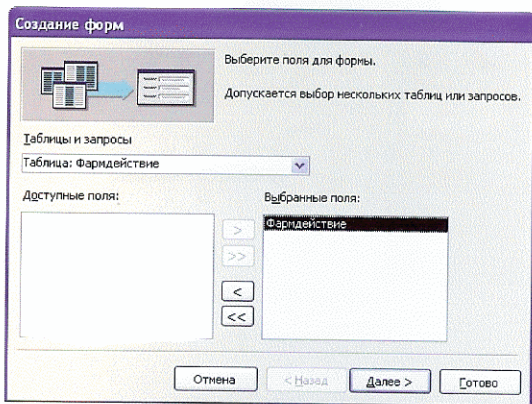 Создание форм
Выберите поля для формы.
Допускается выбор нескольких таблиц или запросов.
Таблицы и запросы
Таблица: Фармдействие
Доступные поля:
Выбранные поля:
Фармдействие
>
>>
<
<<
Отмена
< Назад
Далее >
Готово